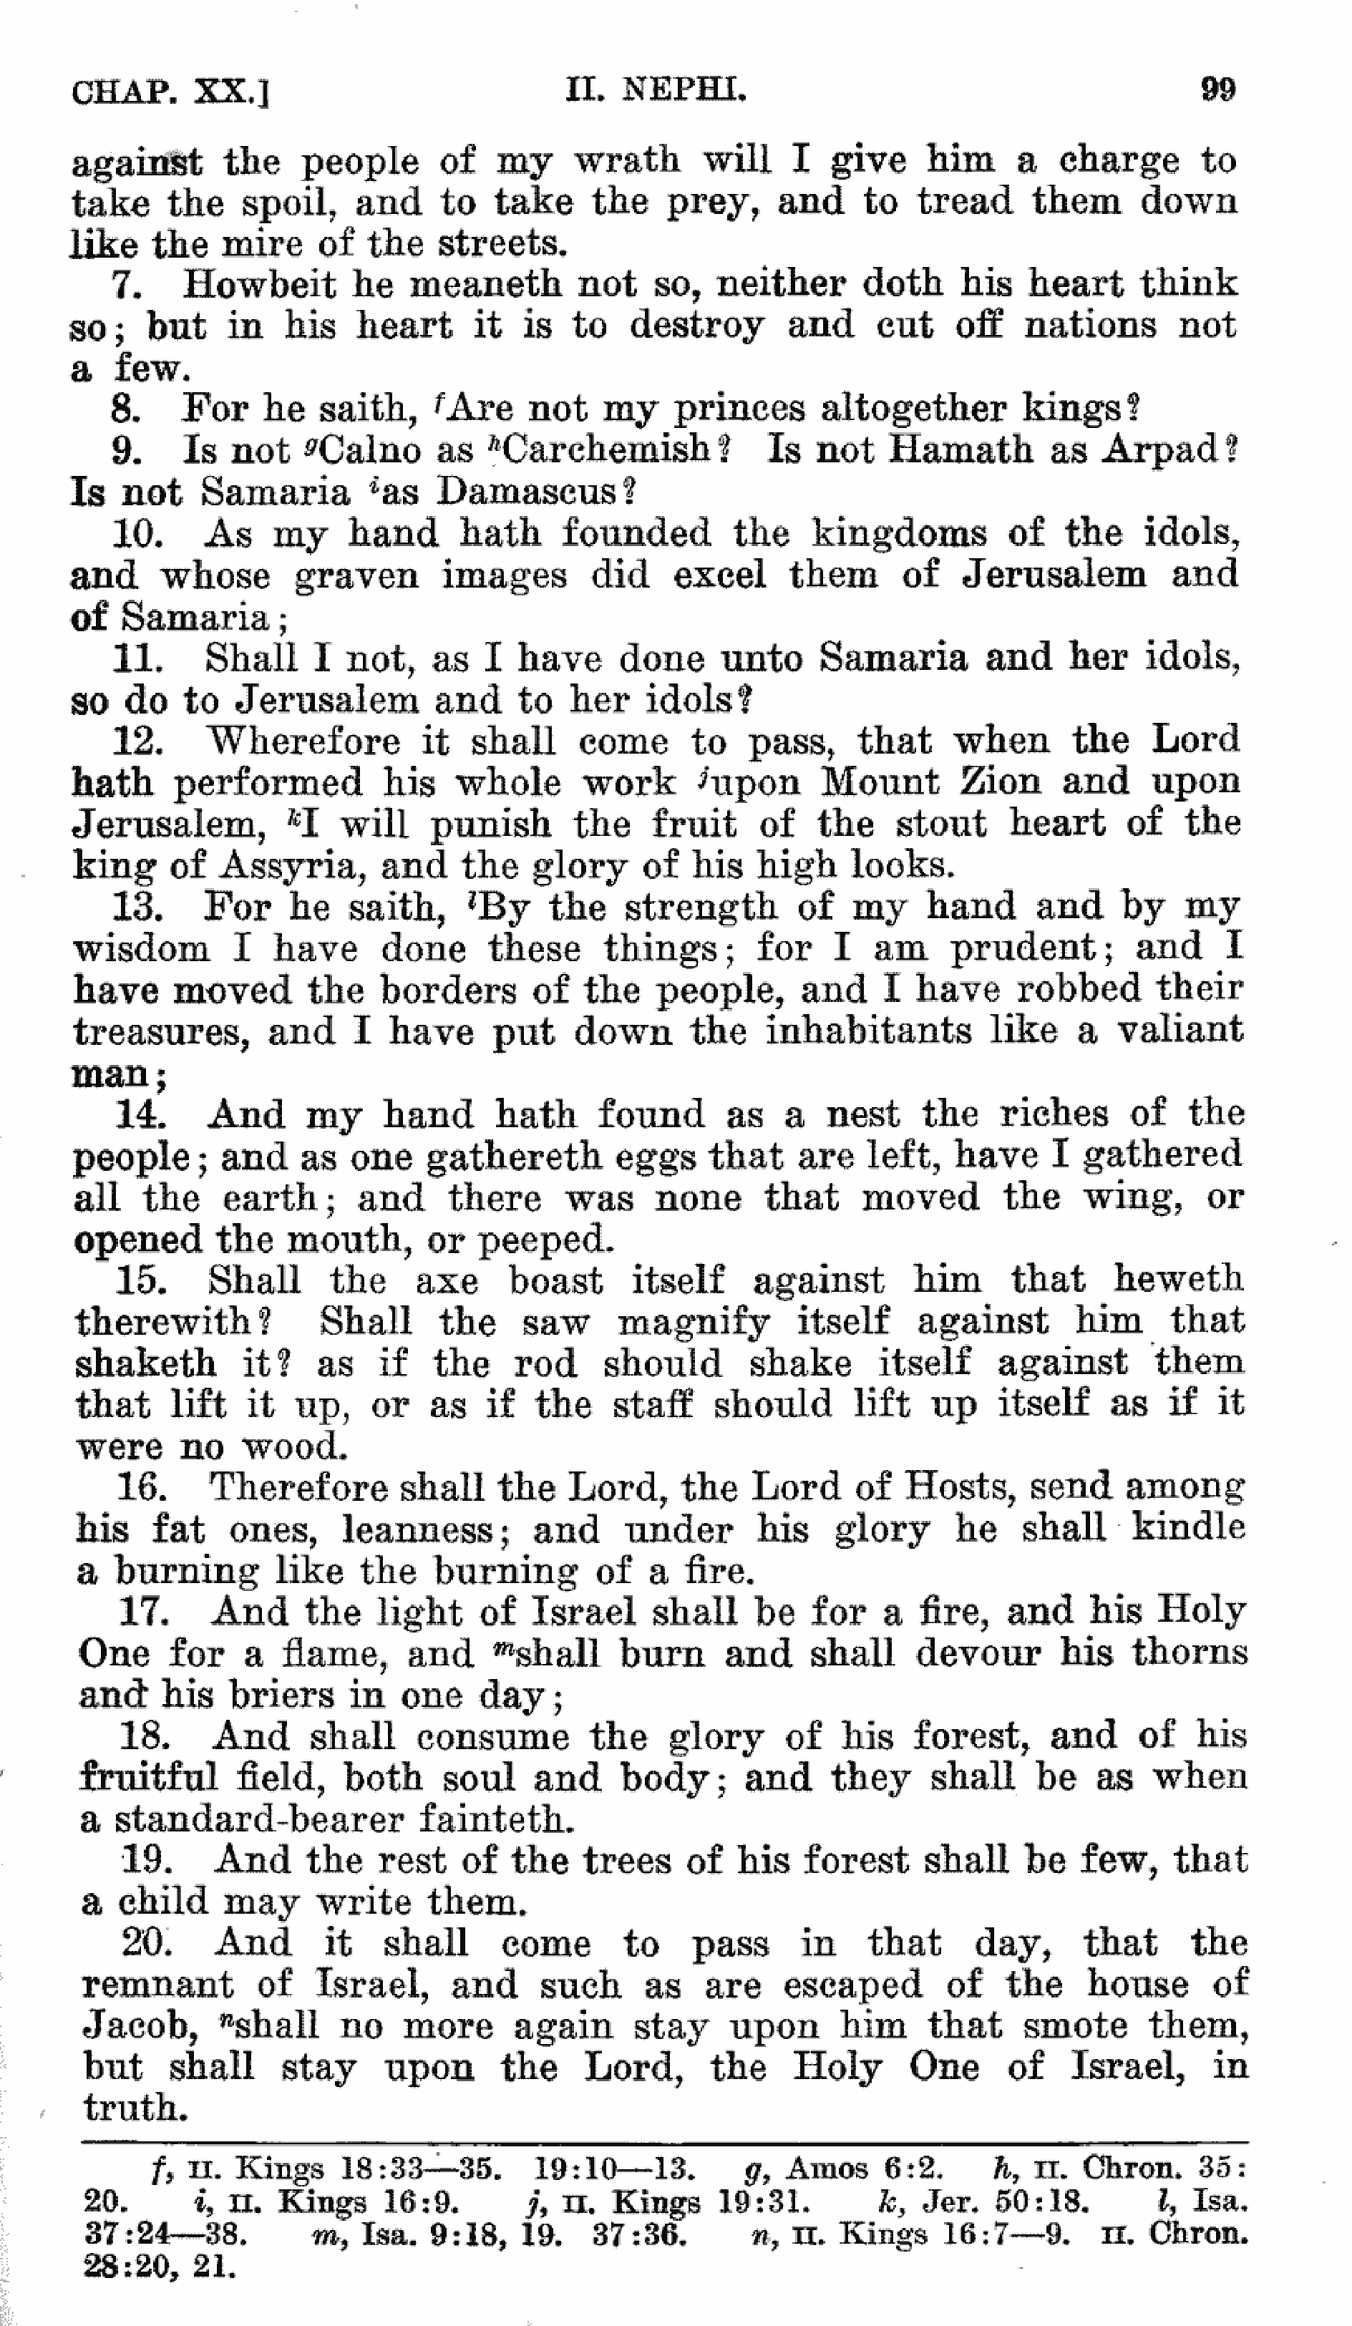 CHAP. XX.] II. NEPHI. 99
against the people of my wrath will I give him a charge to
take the spoil, and to take the prey, and to tread them down
like the mire of the streets.
7. Howbeit he meaneth not so, neither doth his heart think
so; but in his heart it is to destroy and cut off nations not
a few.
8. For he saith, fAre not my princes altogether kings?
9. Is not gCalno as hCarchemish? Is not Hamath as Arpad?
Is not Samaria ias Damascus?
10. As my hand hath founded the kingdoms of the idols,
and whose graven images did excel them of Jerusalem and
of Samaria;
11. Shall I not, as I have done unto Samaria and her idols,
so do to Jerusalem and to her idols?
12. Wherefore it shall come to pass, that when the Lord
hath performed his whole work jupon Mount Zion and upon
Jerusalem, kI will punish the fruit of the stout heart of the
king of Assyria, and the glory of his high looks.
13. For he saith, lBy the strength of my hand and by my
wisdom I have done these things; for I am prudent; and I
have moved the borders of the people, and I have robbed their
treasures, and I have put down the inhabitants like a valiant
man;
14. And my hand hath found as a nest the riches of the
people; and as one gathereth eggs that are left, have I gathered
all the earth; and there was none that moved the wing, or
opened the mouth, or peeped.
15. Shall the axe boast itself against him that heweth
therewith? Shall the saw magnify itself against him that
shaketh it? as if the rod should shake itself against them
that lift it up, or as if the staff should lift up itself as if it
were no wood.
16. Therefore shall the Lord, the Lord of Hosts, send among
his fat ones, leanness; and under his glory he shall kindle
a burning like the burning of a fire.
17. And the light of Israel shall be for a fire, and his Holy
One for a flame, and mshall burn and shall devour his thorns
and his briers in one day;
18. And shall consume the glory of his forest, and of his
fruitful field, both soul and body; and they shall be as when
a standard-bearer fainteth.
19. And the rest of the trees of his forest shall be few, that
a child may write them.
20. And it shall come to pass in that day, that the
remnant of Israel, and such as are escaped of the house of
Jacob, nshall no more again stay upon him that smote them,
but shall stay upon the Lord, the Holy One of Israel, in
truth.
f, II. Kings 18:33—35. 19:10—13. g, Amos 6:2. h, II. Chron. 35:
20. i, II. Kings 16:9. j, II. Kings 19:31. k, Jer. 50:18. l, Isa.
37:24—38. m, Isa. 9:18, 19. 37:36. n, II. Kings 16:7—9. II. Chron.
28:20, 21.